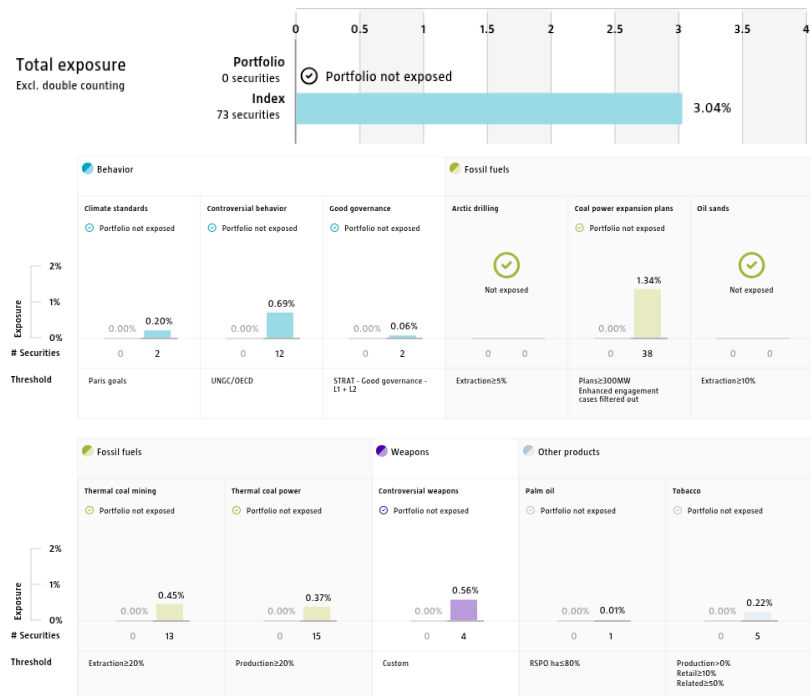 0 0.5 1 1.5 2 2.5 3 3.5 4
Total exposure
Excl. double counting
Portfolio
0 securities
Portfolio not exposed
Index
73 securities
3.04%
Behavior
Fossil fuels
Climate standards
Controversial behavior
Good governance
Arctic drilling
Coal power expansion plans
Oil sands
Portfolio not exposed
Portfolio not exposed
Portfolio not exposed
Portfolio not exposed
Exposure
2%
1%
0%
0.00% 0.20%
0.00% 0.69%
0.00% 0.06%
Not exposed
0.00% 1.34%
Not exposed
# Securities
0 2
0 12
0 2
0 0
0 38
0 0
Threshold
Paris goals
UNGC/OECD
STRAT - Good governance -
L1 + L2
Extraction≥5%
Plans≥300MW
Enhanced engagement
cases filtered out
Extraction≥10%
Fossil fuels
Weapons
Other products
Thermal coal mining
Thermal coal power
Controversial weapons
Palm oil
Tobacco
Portfolio not exposed
Portfolio not exposed
Portfolio not exposed
Portfolio not exposed
Portfolio not exposed
Exposure
2%
1%
0%
0.00% 0.45%
0.00% 0.37%
0.00% 0.56%
0.00% 0.01%
0.00% 0.22%
# Securities
0 13
0 15
0 4
0 1
0 5
Threshold
Extraction≥20%
Production≥20%
Custom
RSPO ha≤80%
Production>0%
Retail≥10%
Related≥50%